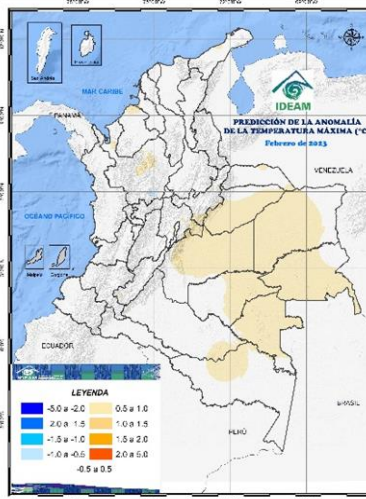 MAR CARIBE
IDEAM
PREDICCIÓN DE LA ANOMALÍA
DE LA TEMPERATURA MÁXIMA (°C
Febrero de 2023
PANAMÁ
VENEZUELA
OCEANO PACÍFICO
ECUADOR
LEYENDA
-5.0 a -2.0
0.5 a 1.0
2.0 a 1.5
1.0 a 1.5
-1.5 a -1.0
1.5 a 2.0
-1.0 a -0.5
2.0 a 5.0
-0.5 a 0.5
BRASIL
PERÚ